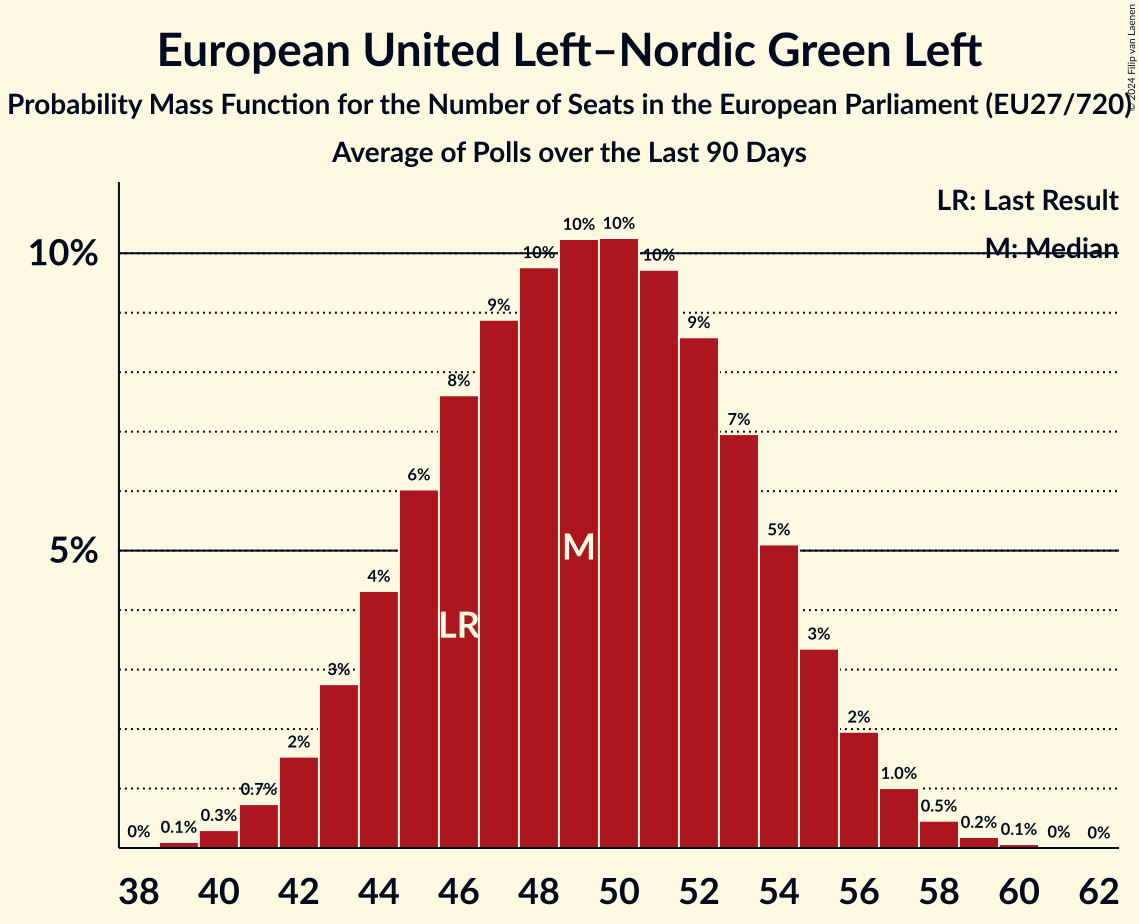 European United Left–Nordic Green Left
Probability Mass Function for the Number of Seats in the European Parliament (EU27/720)
Average of Polls over the Last 90 Days
© 2024 Filip van Laenen
LR: Last Result
M: Median
10%
5%
0% 0.1% 0.3% 0.7% 2% 3% 4% 6% 8% 9% 10% 10% 10% 10% 9% 7% 5% 3% 2% 1.0% 0.5% 0.2% 0.1% 0% 0%
M
LR
38 40 42 44 46 48 50 52 54 56 58 60 62